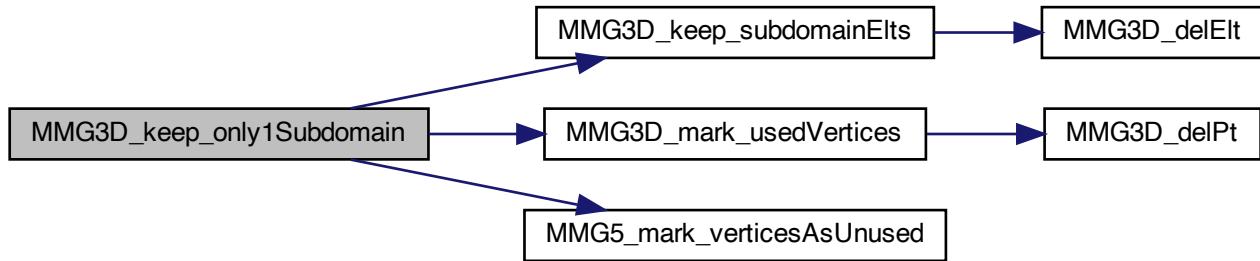 MMG3D_keep_only1Subdomain
MMG3D_keep_subdomainElts
MMG3D_delElt
MMG3D_mark_usedVertices
MMG3D_delPt
MMG5_mark_verticesAsUnused